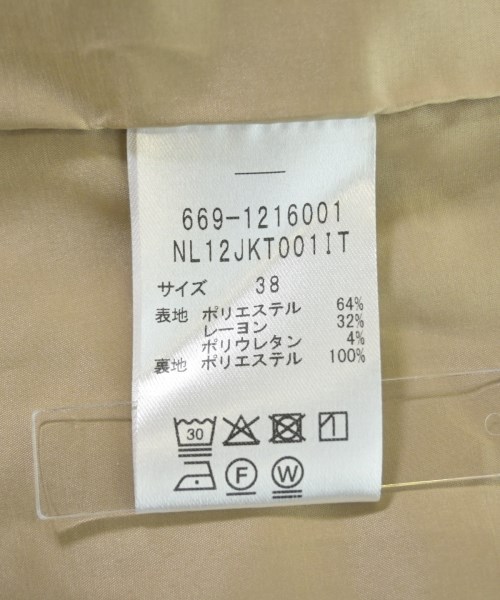 669-1216001
NL12JKT001IT
サイズ 38
表地 ポリエステル 64%
レーヨン 32%
ポリウレタン 4%
裏地 ポリエステル 100%
30
F W